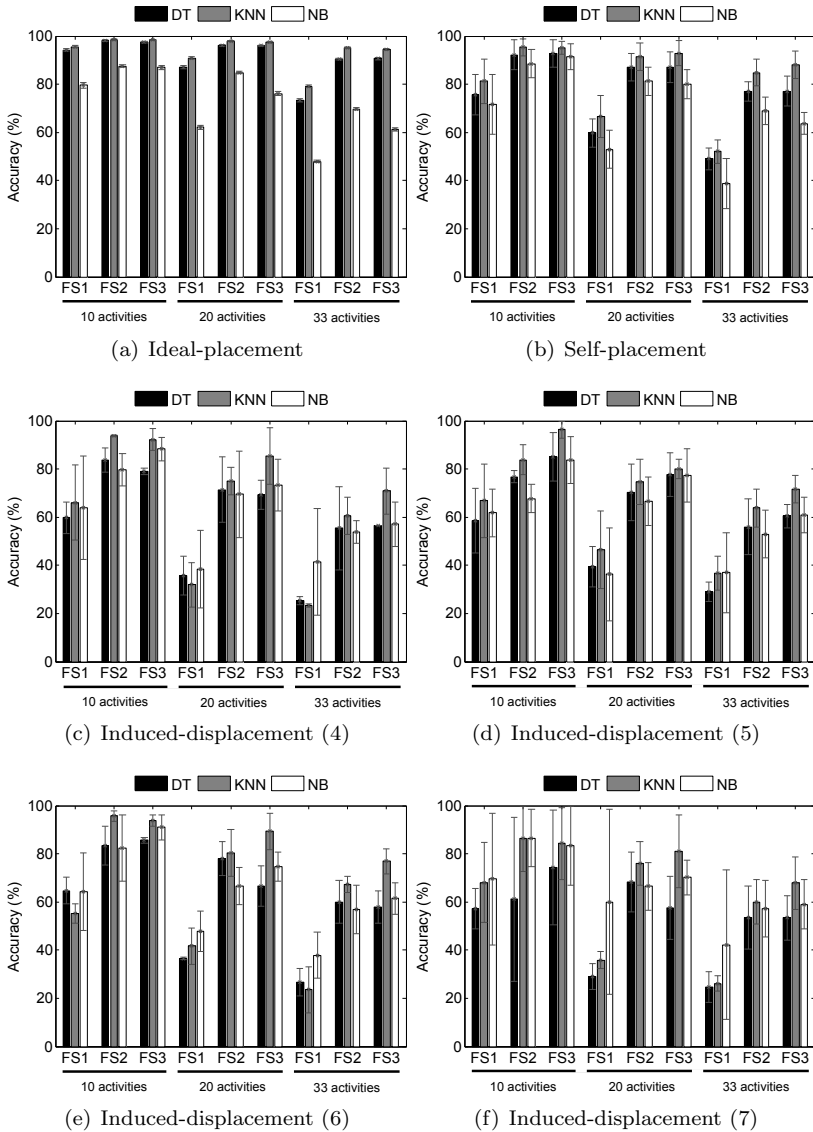 DT KNN NB
DT KNN NB
Accuracy (%)
100
80
60
40
20
0
FS1 FS2 FS3 FS1 FS2 FS3 FS1 FS2 FS3
10 activities 20 activities 33 activities
(a) Ideal-placement
Accuracy (%)
100
80
60
40
20
0
FS1 FS2 FS3 FS1 FS2 FS3 FS1 FS2 FS3
10 activities 20 activities 33 activities
(b) Self-placement
DT KNN NB
Accuracy (%)
100
80
60
40
20
0
FS1 FS2 FS3 FS1 FS2 FS3 FS1 FS2 FS3
10 activities 20 activities 33 activities
(c) Induced-displacement (4)
DT KNN NB
Accuracy (%)
100
80
60
40
20
0
FS1 FS2 FS3 FS1 FS2 FS3 FS1 FS2 FS3
10 activities 20 activities 33 activities
(d) Induced-displacement (5)
DT KNN NB
Accuracy (%)
100
80
60
40
20
0
FS1 FS2 FS3 FS1 FS2 FS3 FS1 FS2 FS3
10 activities 20 activities 33 activities
(e) Induced-displacement (6)
DT KNN NB
Accuracy (%)
100
80
60
40
20
0
FS1 FS2 FS3 FS1 FS2 FS3 FS1 FS2 FS3
10 activities 20 activities 33 activities
(f) Induced-displacement (7)